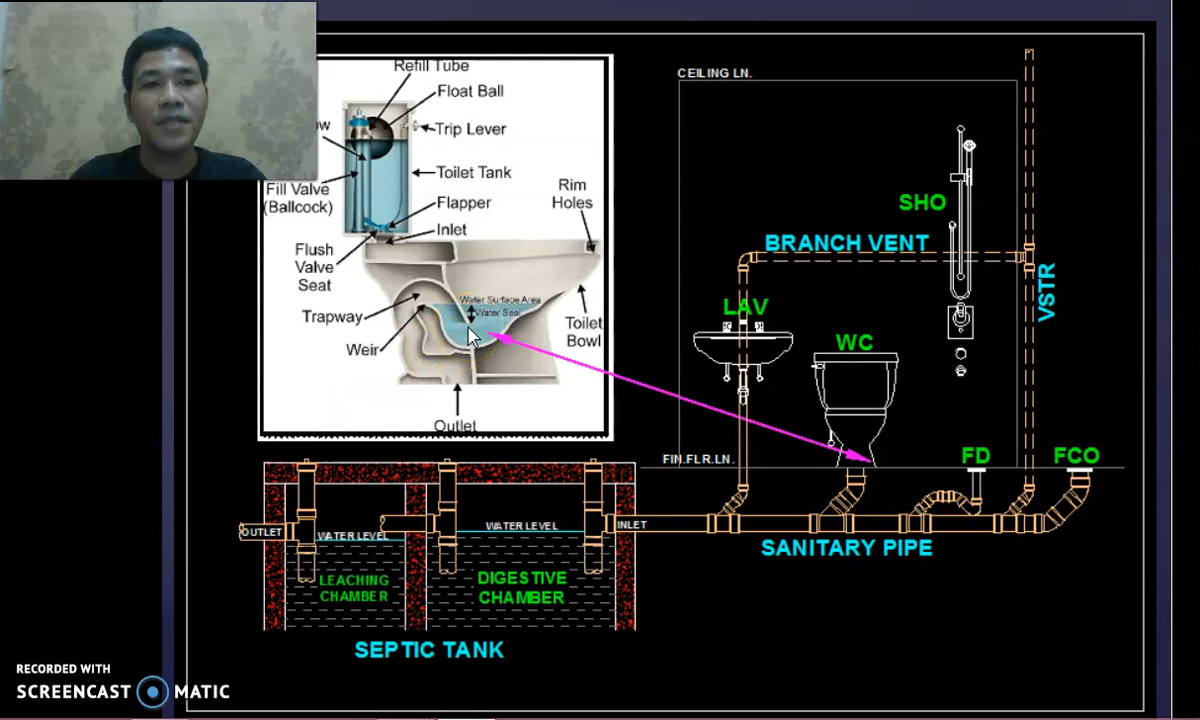 Refill Tube
Float Ball
Trip Lever
Toilet Tank
Fill Valve
(Ballcock)
Flapper
Inlet
Rim
Holes
Flush
Valve
Seat
Water Surface Area
Water Seal
Trapway
Weir
Toilet
Bowl
Outlet
CEILING LN.
SHO
BRANCH VENT
VSTR
LAV
WC
FIN.FLR.LN.
FD
FCO
OUTLET
WATER LEVEL
WATER LEVEL
INLET
SANITARY PIPE
LEACHING
CHAMBER
DIGESTIVE
CHAMBER
SEPTIC TANK
RECORDED WITH
SCREENCAST MATIC